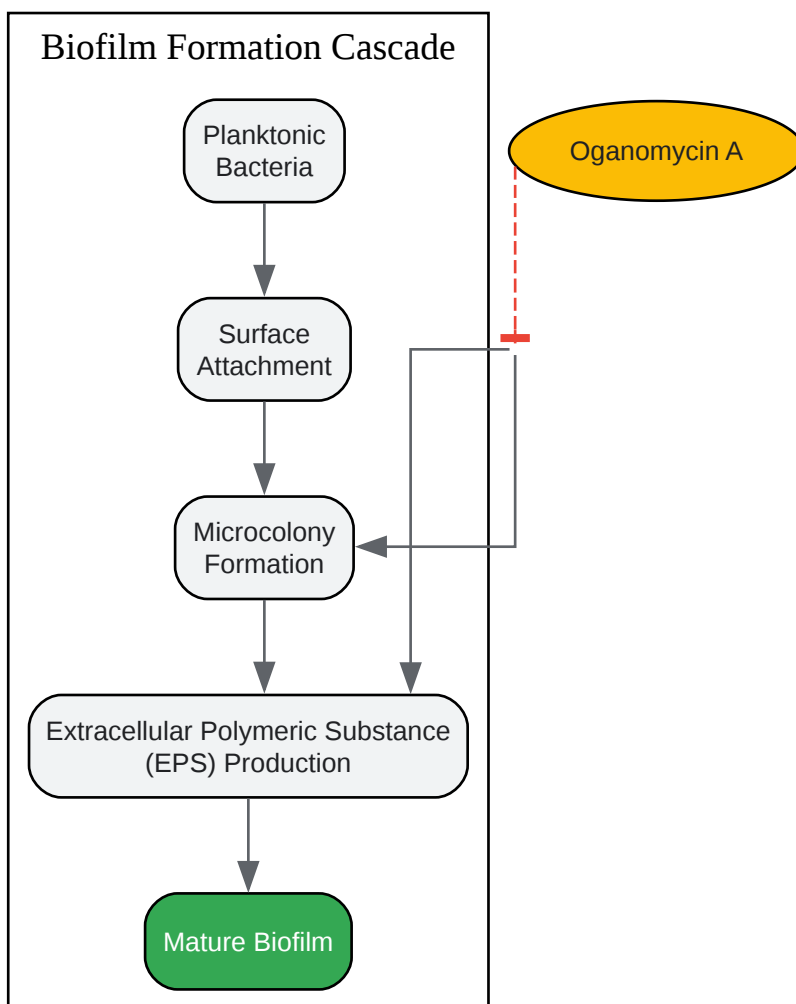 Biofilm Formation Cascade
Planktonic
Bacteria
Oganomycin A
Surface
Attachment
Microcolony
Formation
Extracellular Polymeric Substance
(EPS) Production
Mature Biofilm